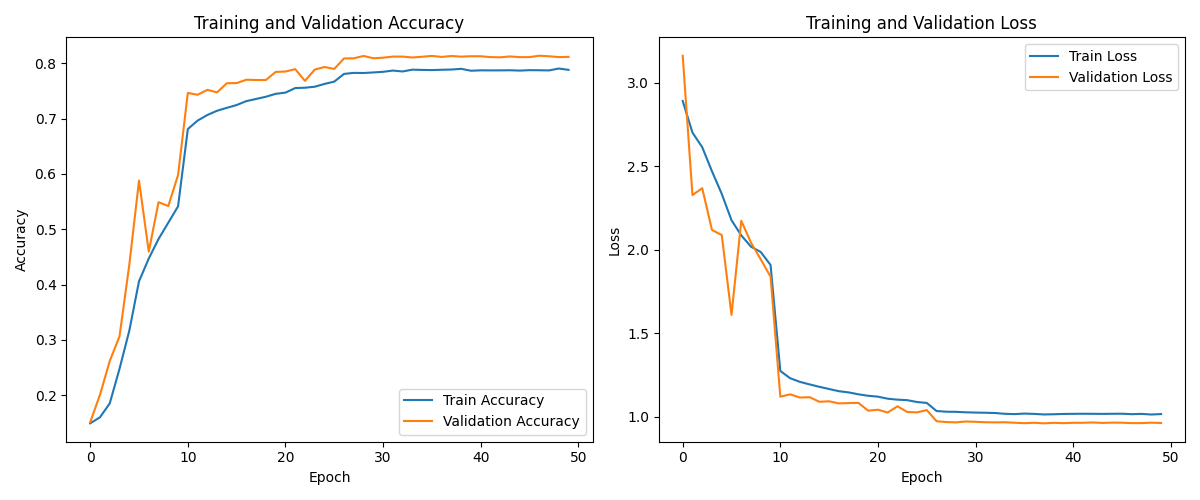 Training and Validation Accuracy
Accuracy
0.8
0.7
0.6
0.5
0.4
0.3
0.2
0 10 20 30 40 50
Epoch
Train Accuracy
Validation Accuracy
Training and Validation Loss
Loss
3.0
2.5
2.0
1.5
1.0
0 10 20 30 40 50
Epoch
Train Loss
Validation Loss